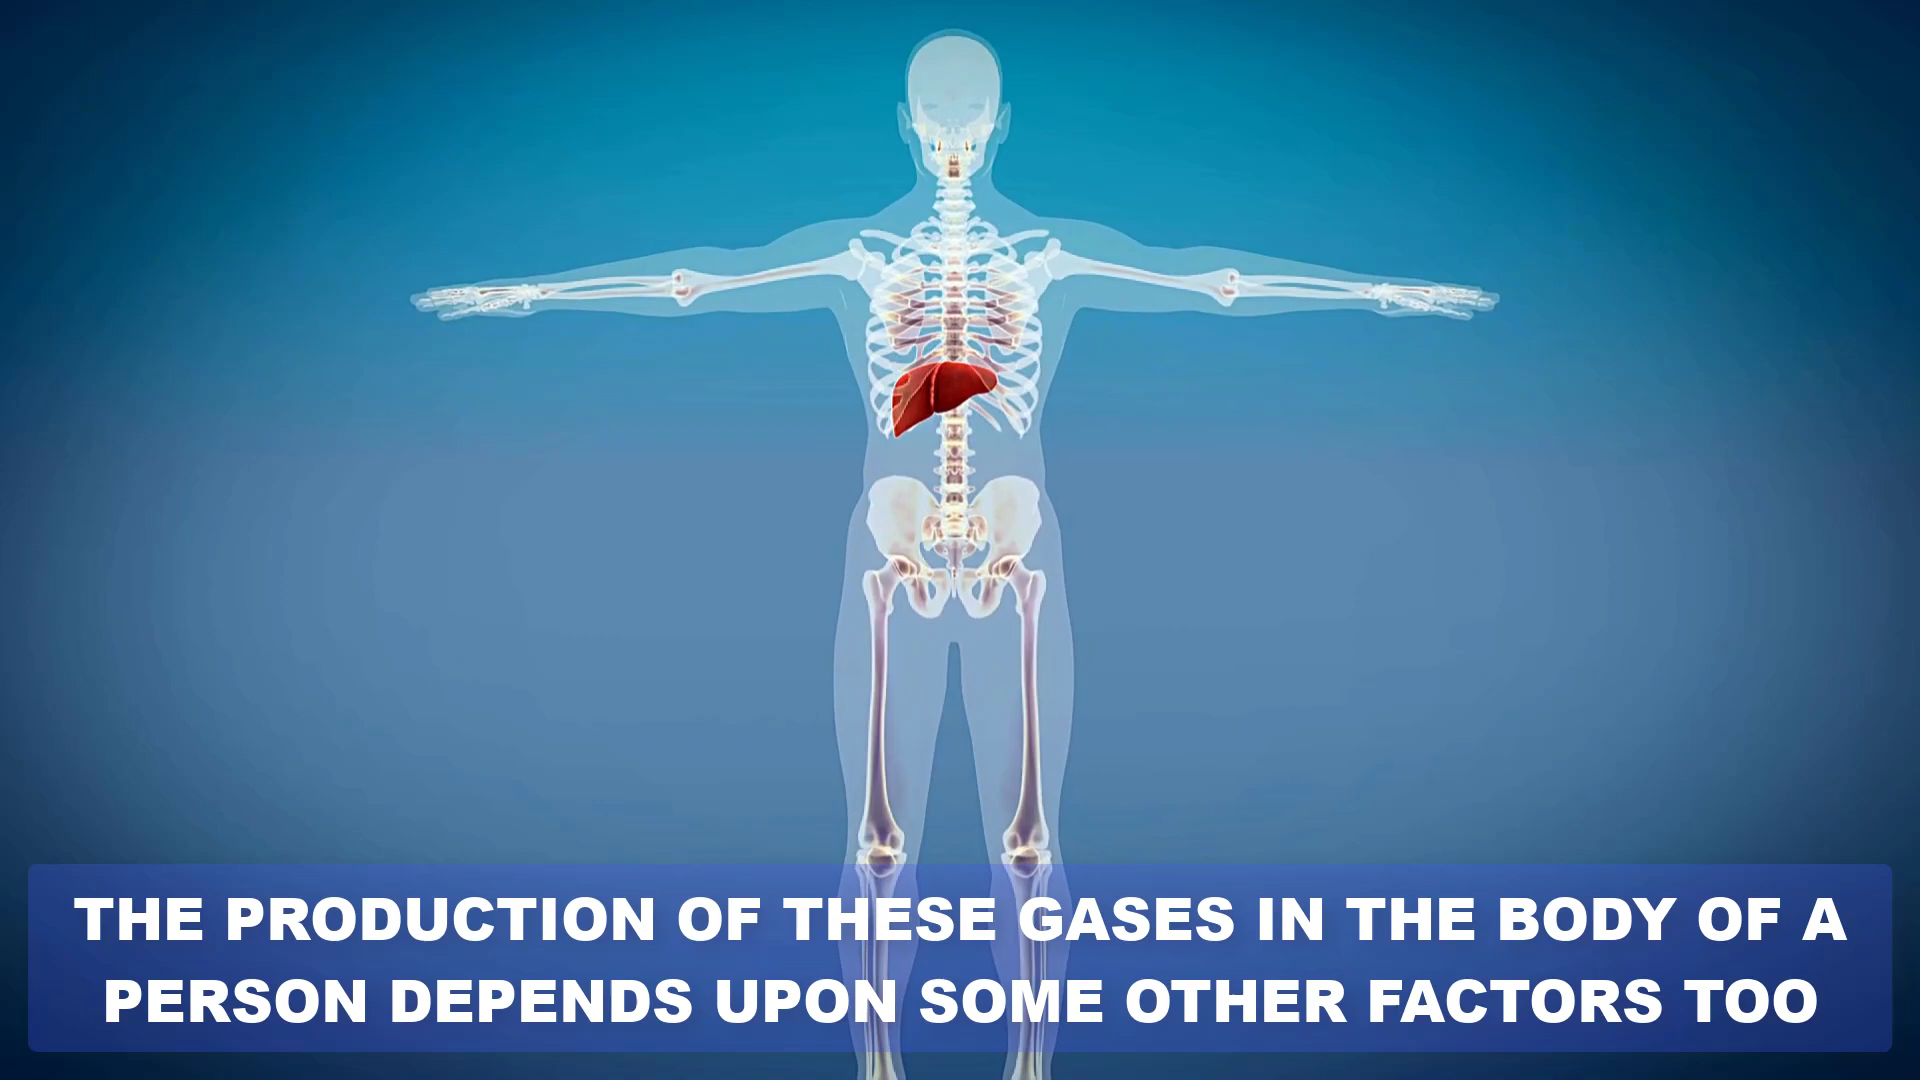 THE PRODUCTION OF THESE GASES IN THE BODY OF A
PERSON DEPENDS UPON SOME OTHER FACTORS TOO